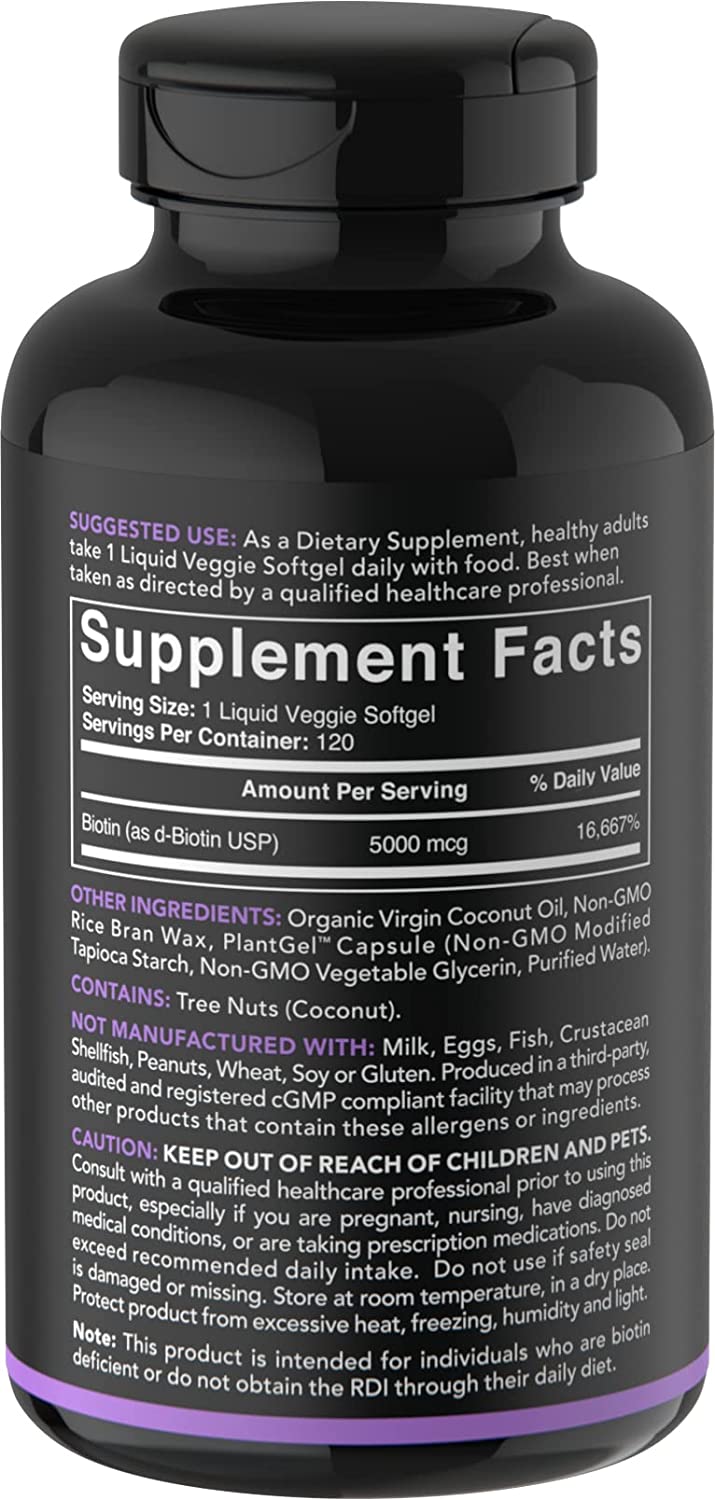 SUGGESTED USE: As a Dietary Supplement, healthy adults
take 1 Liquid Veggie Softgel daily with food. Best when
taken as directed by a qualified healthcare professional.
Supplement Facts
Serving Size: 1 Liquid Veggie Softgel
Servings Per Container: 120
Amount Per Serving % Daily Value
Biotin (as d-Biotin USP) 5000 mcg 16,667%
OTHER INGREDIENTS: Organic Virgin Coconut Oil, Non-GMO
Rice Bran Wax, PlantGel™ Capsule (Non-GMO Modified
Tapioca Starch, Non-GMO Vegetable Glycerin, Purified Water).
CONTAINS: Tree Nuts (Coconut).
NOT MANUFACTURED WITH: Milk, Eggs, Fish, Crustacean
Shellfish, Peanuts, Wheat, Soy or Gluten. Produced in a third-party,
audited and registered cGMP compliant facility that may process
other products that contain these allergens or ingredients.
CAUTION: KEEP OUT OF REACH OF CHILDREN AND PETS.
Consult with a qualified healthcare professional prior to using this
product, especially if you are pregnant, nursing, have diagnosed
medical conditions, or are taking prescription medications. Do not
exceed recommended daily intake. Do not use if safety seal
is damaged or missing. Store at room temperature, in a dry place.
Protect product from excessive heat, freezing, humidity and light.
Note: This product is intended for individuals who are biotin
deficient or do not obtain the RDI through their daily diet.